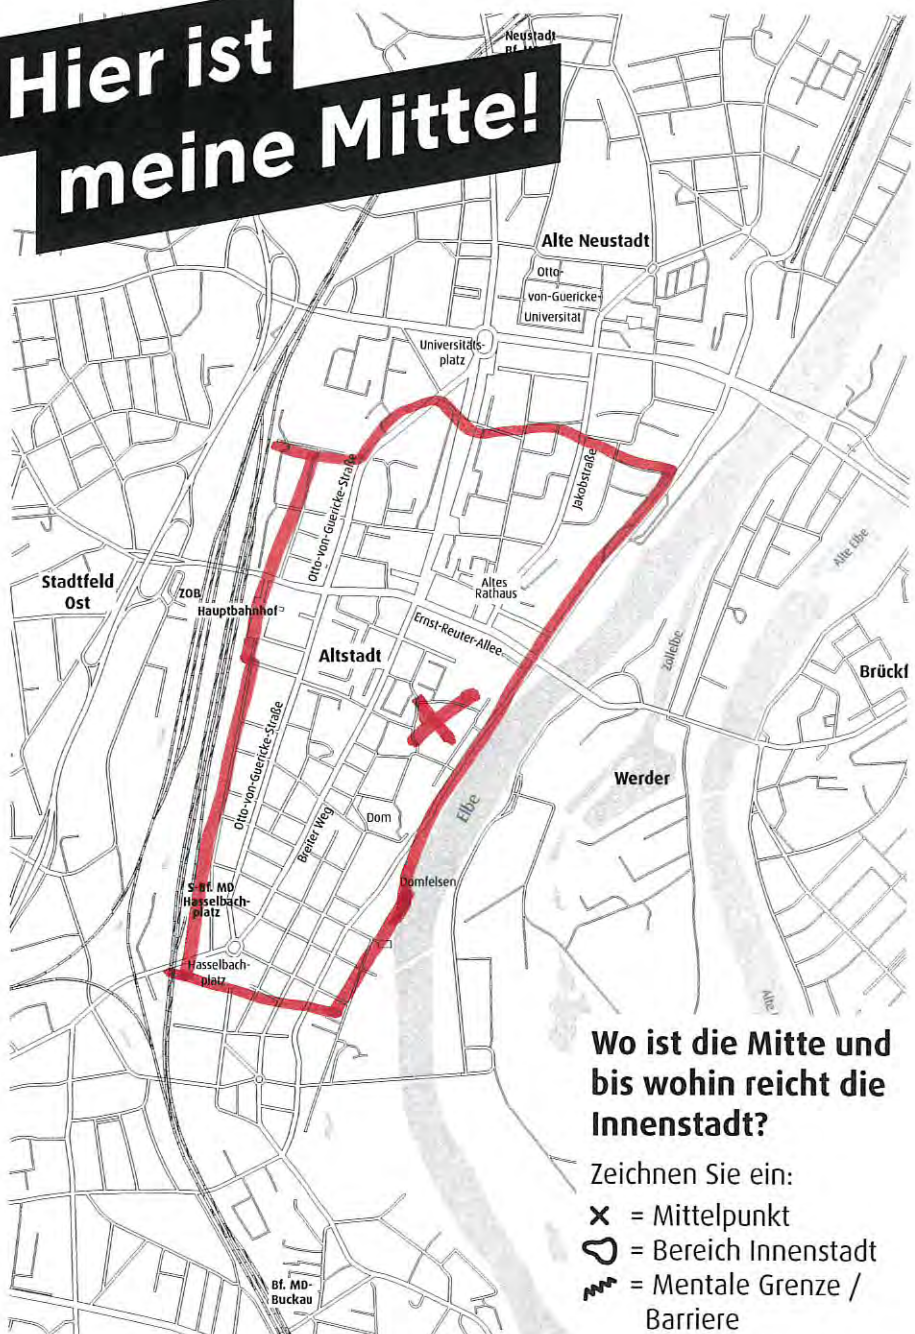 Hier ist
meine Mitte!
Neustadt
Alte Neustadt
Otto-
von-Guericke-
Universität
Universitäts-
platz
Otto-von-Guericke-Straße
Jakobstraße
Alte Elbe
Stadtfeld
Ost
ZOB
Hauptbahnhof
Altes
Rathaus
Ernst-Reuter-Allee
Zollelbe
Altstadt
Brückf
Otto-von-Guericke-Straße
Werder
Elbe
Breiter Weg
Dom
Domfelsen
S-Bf. MD
Hasselbach-
platz
Hasselbach-
platz
Alte
Wo ist die Mitte und
bis wohin reicht die
Innenstadt?
Zeichnen Sie ein:
= Mittelpunkt
= Bereich Innenstadt
= Mentale Grenze /
Barriere
Bf. MD-
Buckau